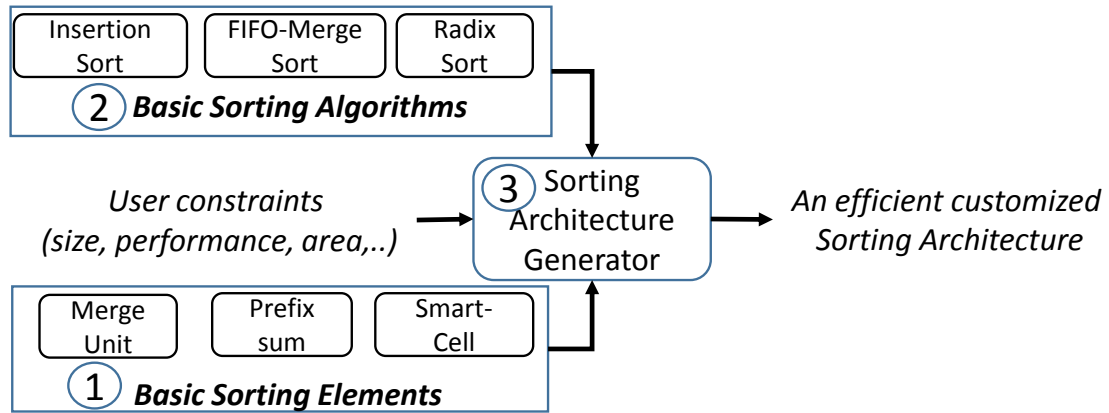 Insertion
Sort
FIFO-Merge
Sort
Radix
Sort
2 Basic Sorting Algorithms
User constraints
(size, performance, area,..)
3 Sorting
Architecture
Generator
An efficient customized
Sorting Architecture
Merge
Unit
Prefix
sum
Smart-
Cell
1 Basic Sorting Elements